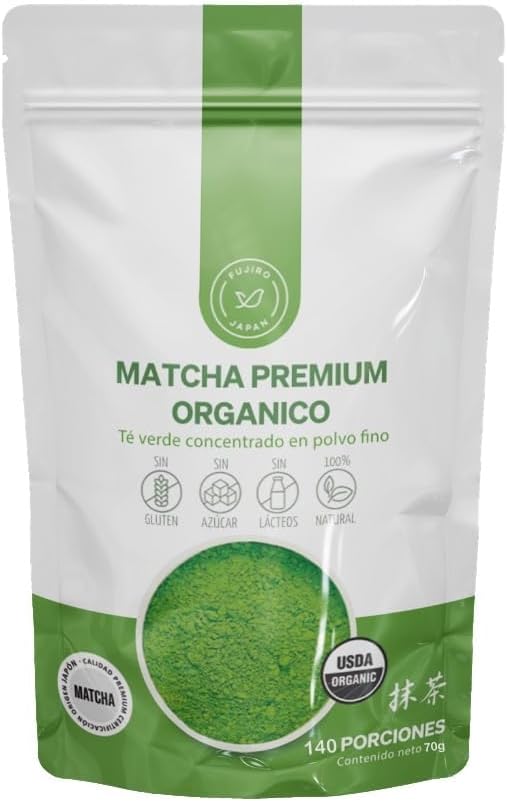 FUJIRO
JAPAN
MATCHA PREMIUM
ORGANICO
Té verde concentrado en polvo fino
SIN
GLUTEN
SIN
AZÚCAR
SIN
LÁCTEOS
100%
NATURAL
CALIDAD PREMIUM CERTIFICACIÓN ORIGEN JAPÓN
MATCHA
USDA
ORGANIC
抹茶
140 PORCIONES
Contenido neto 70g